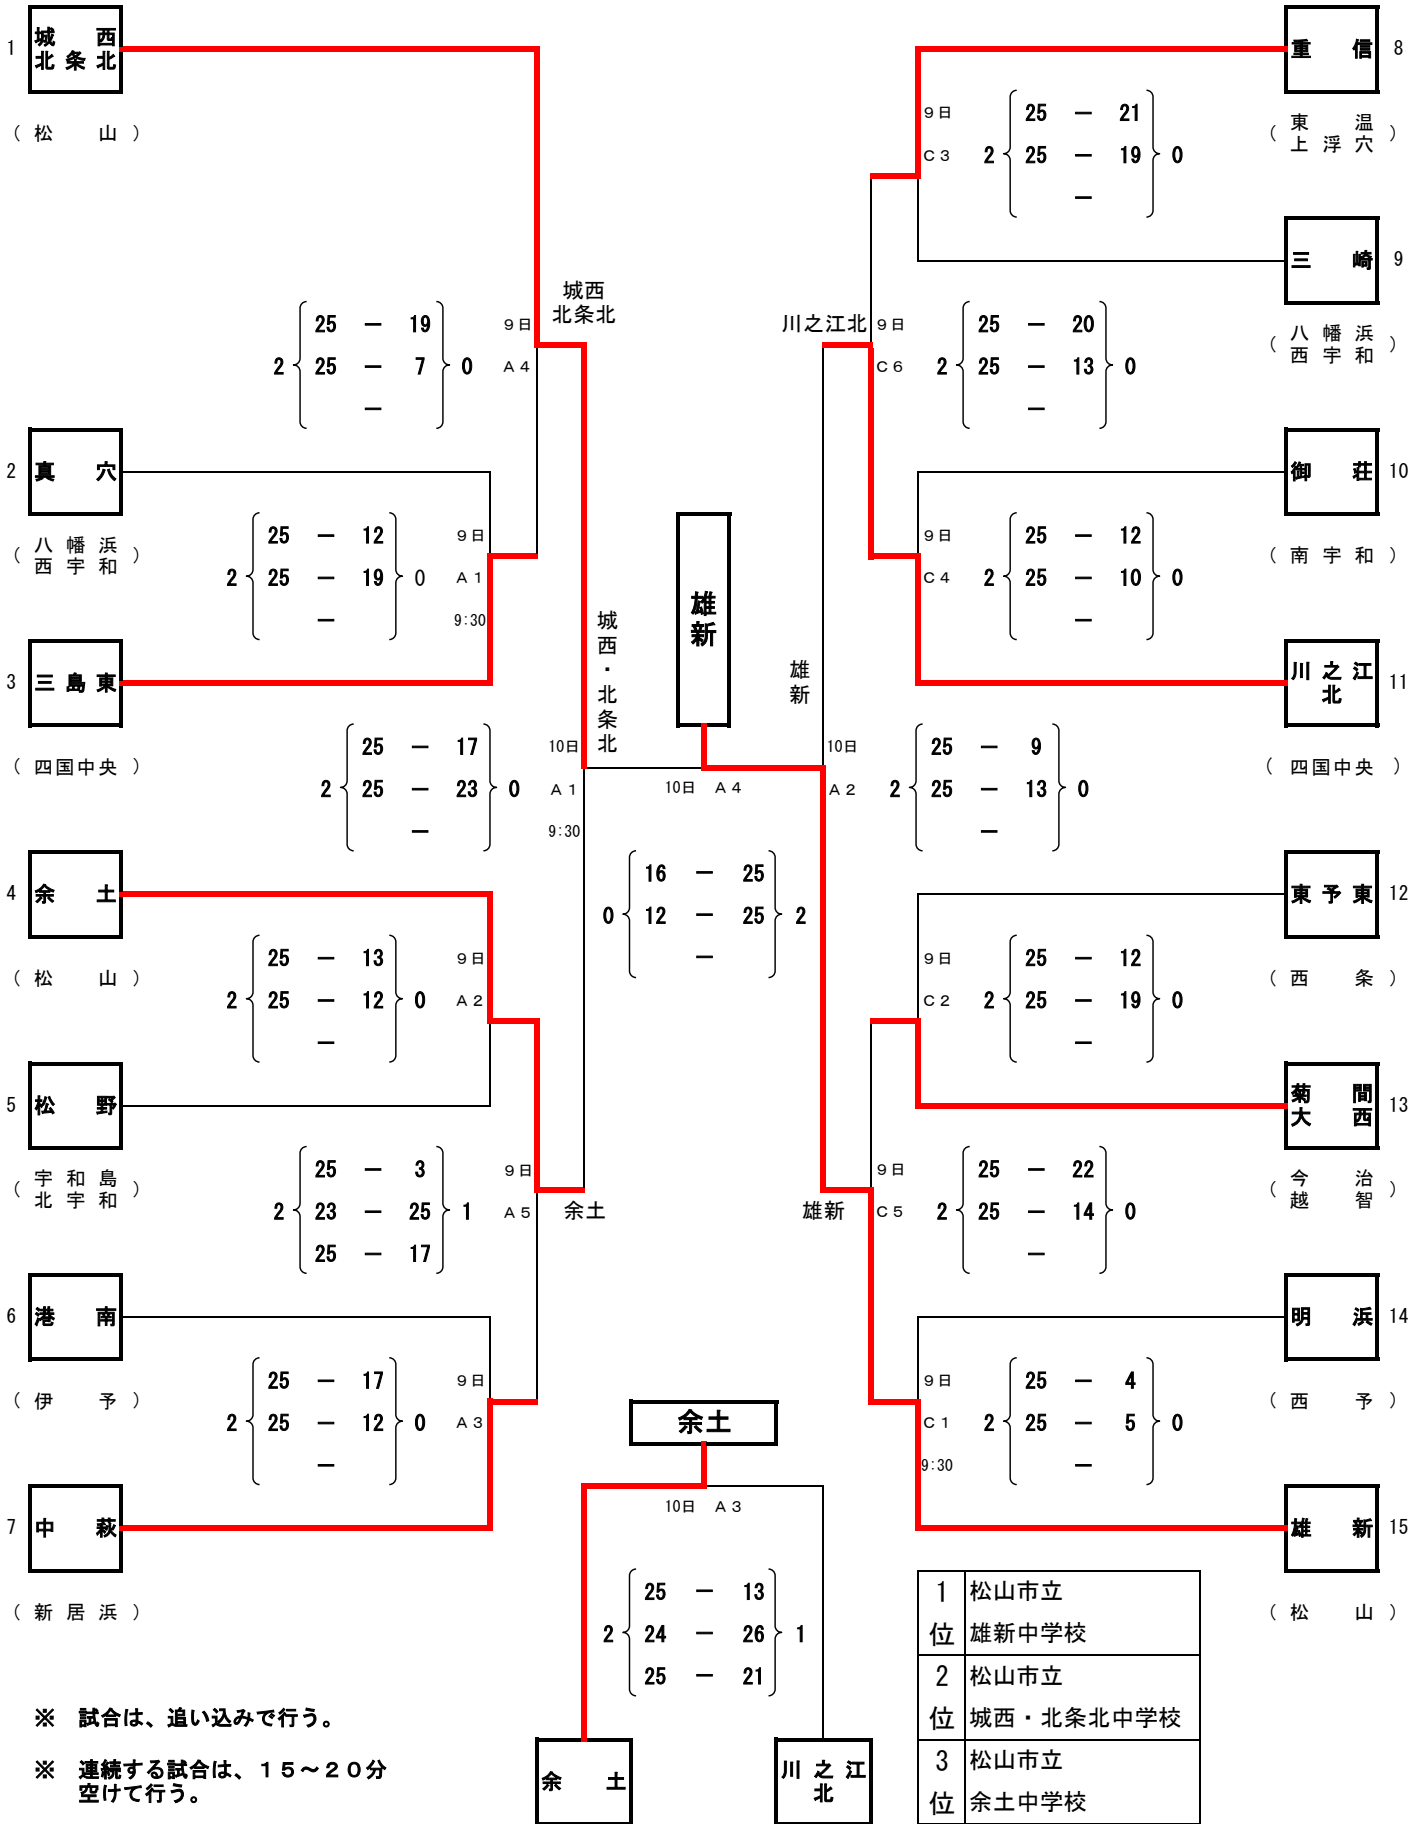 1 城西北条北
（松山）
25 － 19
2 25 － 7 0
－
9日
A4
城西
北条北
2 真穴
（八幡浜西宇和）
25 － 12
2 25 － 19 0
－
9日
A1
9:30
3 三島東
（四国中央）
25 － 17
2 25 － 23 0
－
10日
A1
9:30
城西・北条北
4 余土
（松山）
25 － 13
2 25 － 12 0
－
9日
A2
5 松野
（宇和島北宇和）
25 － 3
2 23 － 25 1
25 － 17
9日
A5
余土
6 港南
（伊予）
25 － 17
2 25 － 12 0
－
9日
A3
7 中萩
（新居浜）
雄新
10日 A4
16 － 25
0 12 － 25 2
－
重信 8
（東温上浮穴）
9日
C3
25 － 21
2 25 － 19 0
－
三崎 9
（八幡浜西宇和）
川之江北
9日
C6
25 － 20
2 25 － 13 0
－
御荘 10
（南宇和）
9日
C4
25 － 12
2 25 － 10 0
－
川之江北 11
（四国中央）
雄新
10日
A2
25 － 9
2 25 － 13 0
－
東予東 12
（西条）
9日
C2
25 － 12
2 25 － 19 0
－
菊間大西 13
（今治越智）
雄新
9日
C5
25 － 22
2 25 － 14 0
－
明浜 14
（西予）
9日
C1
9:30
25 － 4
2 25 － 5 0
－
雄新 15
（松山）
余土
10日 A3
25 － 13
2 24 － 26 1
25 － 21
余土
川之江北
1位 松山市立
雄新中学校
2位 松山市立
城西・北条北中学校
3位 松山市立
余土中学校
※ 試合は、追い込みで行う。
※ 連続する試合は、１５～２０分
空けて行う。